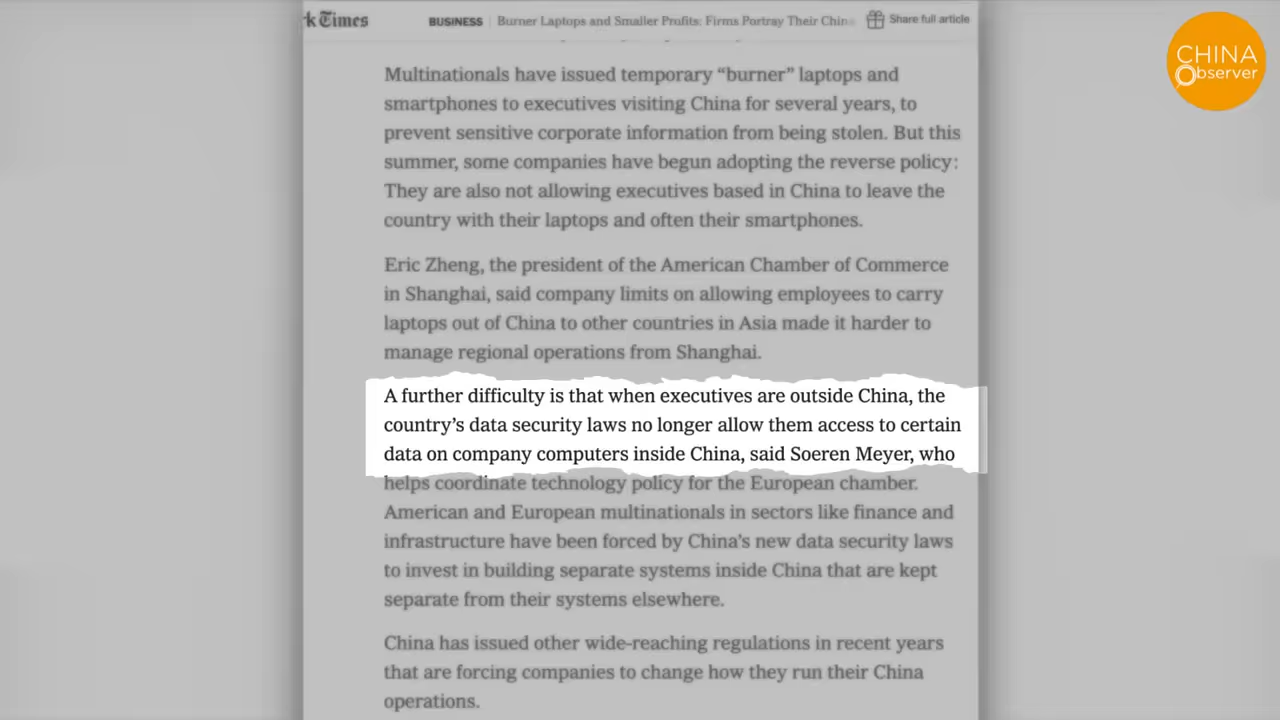 k Times
BUSINESS
Burner Laptops and Smaller Profits: Firms Portray Their Chin
Share full article
CHINA
Observer
Multinationals have issued temporary “burner” laptops and
smartphones to executives visiting China for several years, to
prevent sensitive corporate information from being stolen. But this
summer, some companies have begun adopting the reverse policy:
They are also not allowing executives based in China to leave the
country with their laptops and often their smartphones.
Eric Zheng, the president of the American Chamber of Commerce
in Shanghai, said company limits on allowing employees to carry
laptops out of China to other countries in Asia made it harder to
manage regional operations from Shanghai.
A further difficulty is that when executives are outside China, the
country’s data security laws no longer allow them access to certain
data on company computers inside China, said Soeren Meyer, who
helps coordinate technology policy for the European chamber.
American and European multinationals in sectors like finance and
infrastructure have been forced by China’s new data security laws
to invest in building separate systems inside China that are kept
separate from their systems elsewhere.
China has issued other wide-reaching regulations in recent years
that are forcing companies to change how they run their China
operations.